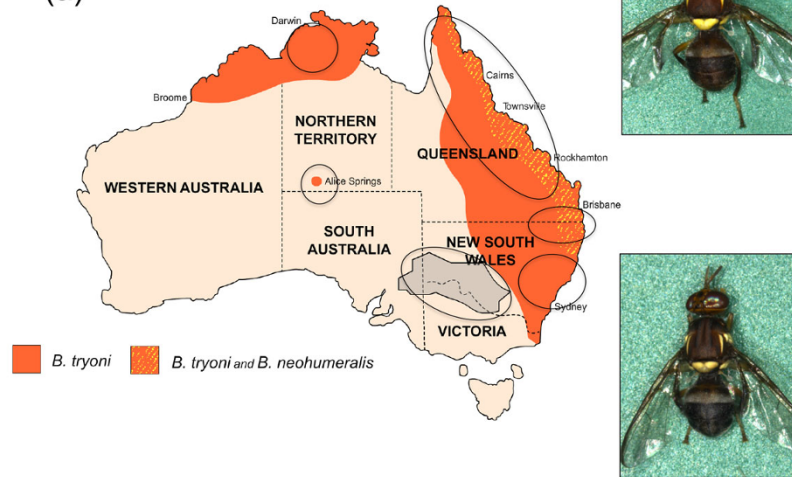 Darwin
Broome
Cairns
Townsville
NORTHERN
TERRITORY
QUEENSLAND
Rockhamton
WESTERN AUSTRALIA
Alice Springs
Brisbane
SOUTH
AUSTRALIA
NEW SOUTH
WALES
Sydney
VICTORIA
B. tryoni
B. tryoni and B. neohumeralis